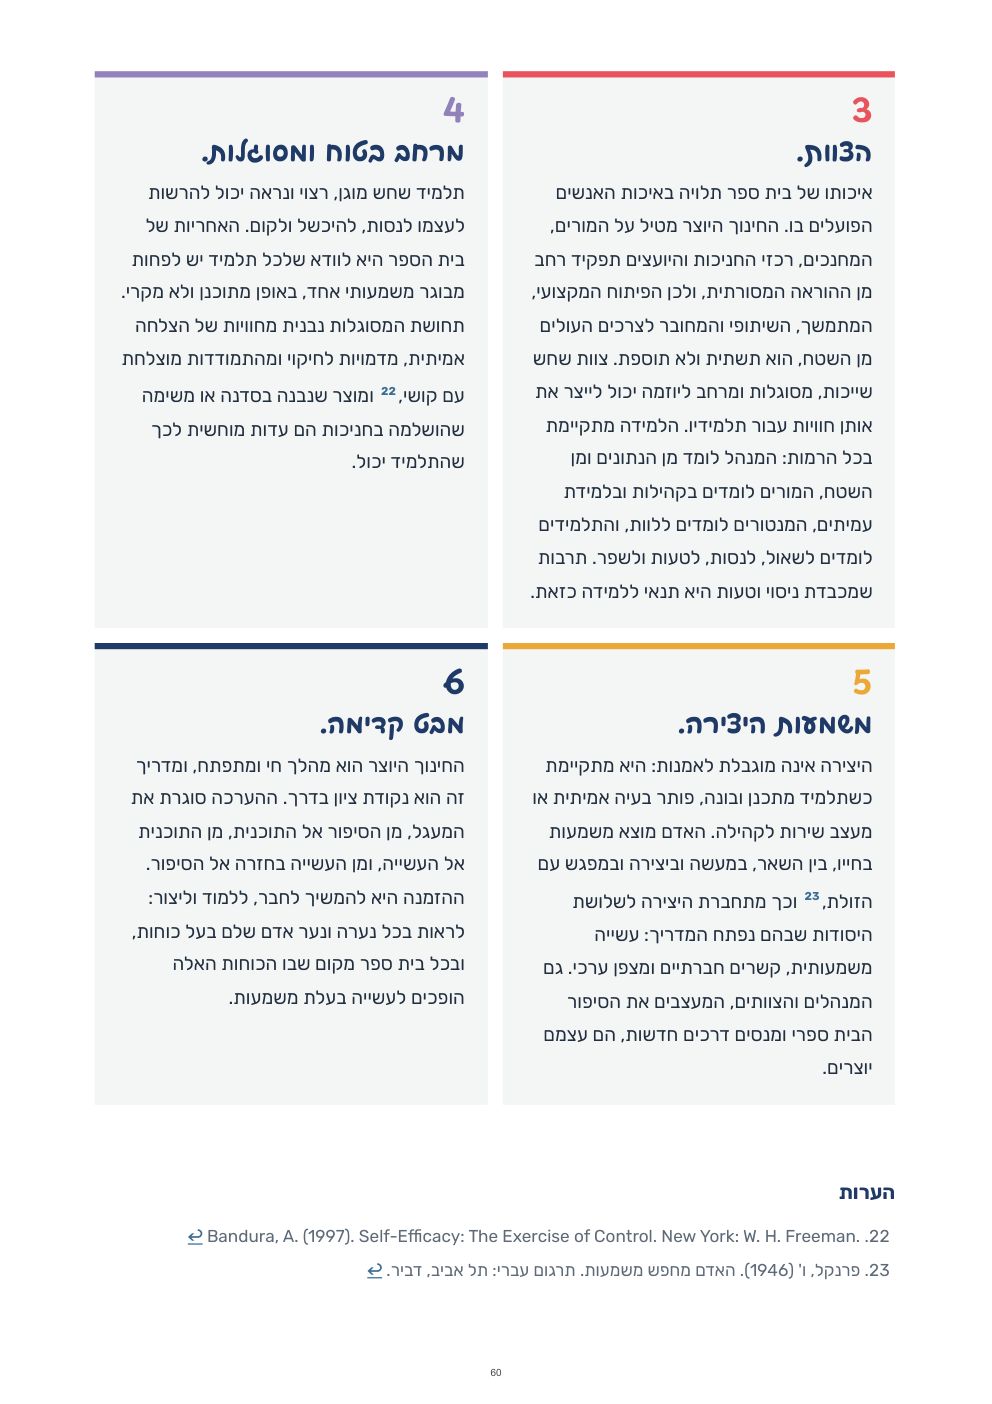 3
הצוות.
איכותו של בית ספר תלויה באיכות האנשים
הפועלים בו. החינוך היוצר מטיל על המורים,
המחנכים, רכזי החניכות והיועצים תפקיד רחב
מן ההוראה המסורתית, ולכן הפיתוח המקצועי,
המתמשך, השיתופי והמחובר לצרכים העולים
מן השטח, הוא תשתית ולא תוספת. צוות שחש
שייכות, מסוגלות ומרחב ליוזמה יכול לייצר את
אותן חוויות עבור תלמידיו. הלמידה מתקיימת
בכל הרמות: המנהל לומד מן הנתונים ומן
השטח, המורים לומדים בקהילות ובלמידת
עמיתים, המנטורים לומדים ללוות, והתלמידים
לומדים לשאול, לנסות, לטעות ולשפר. תרבות
שמכבדת ניסוי וטעות היא תנאי ללמידה כזאת.
4
מרחב בטוח ומסוגלות.
תלמיד שחש מוגן, רצוי ונראה יכול להרשות
לעצמו לנסות, להיכשל ולקום. האחריות של
בית הספר היא לוודא שלכל תלמיד יש לפחות
מבוגר משמעותי אחד, באופן מתוכנן ולא מקרי.
תחושת המסוגלות נבנית מחוויות של הצלחה
אמיתית, מדמויות לחיקוי ומהתמודדות מוצלחת
עם קושי,22 ומוצר שנבנה בסדנה או משימה
שהושלמה בחניכות הם עדות מוחשית לכך
שהתלמיד יכול.
5
משמעות היצירה.
היצירה אינה מוגבלת לאמנות: היא מתקיימת
כשתלמיד מתכנן ובונה, פותר בעיה אמיתית או
מעצב שירות לקהילה. האדם מוצא משמעות
בחייו, בין השאר, במעשה וביצירה ובמפגש עם
הזולת,23 וכך מתחברת היצירה לשלושת
היסודות שבהם נפתח המדריך: עשייה
משמעותית, קשרים חברתיים ומצפן ערכי. גם
המנהלים והצוותים, המעצבים את הסיפור
הבית ספרי ומנסים דרכים חדשות, הם עצמם
יוצרים.
6
מבט קדימה.
החינוך היוצר הוא מהלך חי ומתפתח, ומדריך
זה הוא נקודת ציון בדרך. ההערכה סוגרת את
המעגל, מן הסיפור אל התוכנית, מן התוכנית
אל העשייה, ומן העשייה בחזרה אל הסיפור.
ההזמנה היא להמשיך לחבר, ללמוד וליצור:
לראות בכל נערה ונער אדם שלם בעל כוחות,
ובכל בית ספר מקום שבו הכוחות האלה
הופכים לעשייה בעלת משמעות.
הערות
22. Bandura, A. (1997). Self-Efficacy: The Exercise of Control. New York: W. H. Freeman. ↩
23. פרנקל, ו' (1946). האדם מחפש משמעות. תרגום עברי: תל אביב, דביר. ↩
60